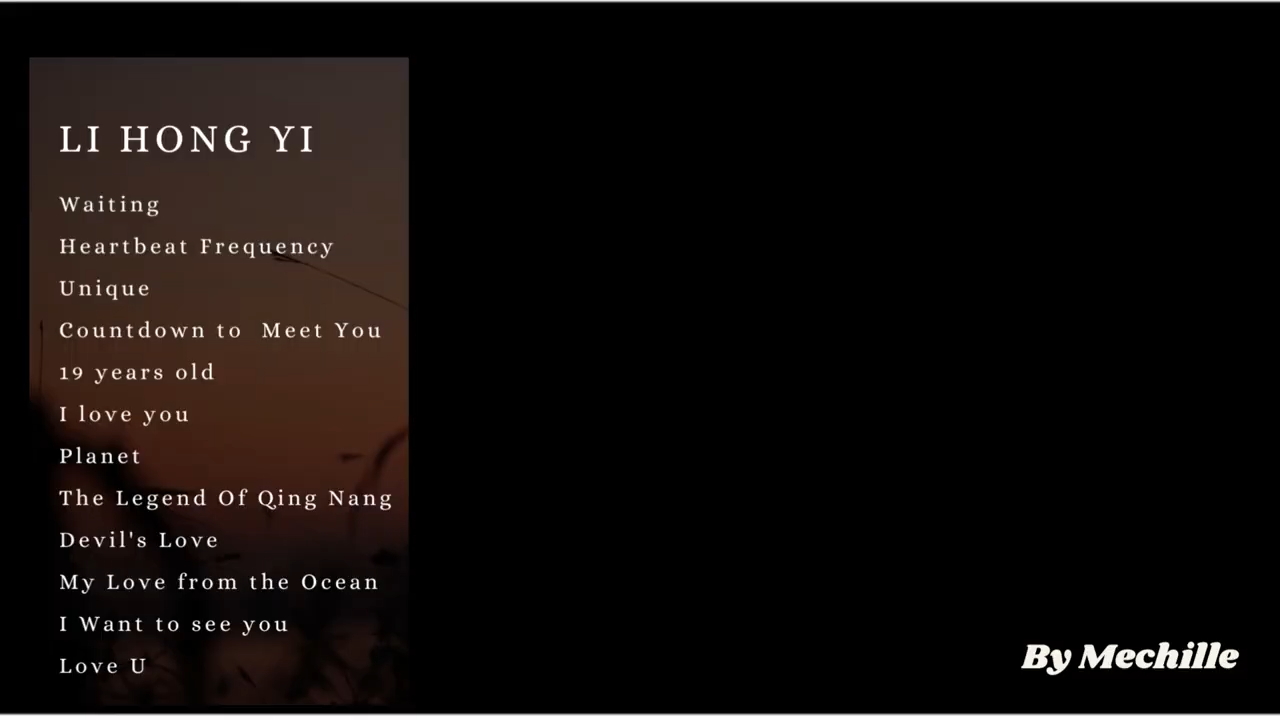 LI HONG YI
Waiting
Heartbeat Frequency
Unique
Countdown to  Meet You
19 years old
I love you
Planet
The Legend Of Qing Nang
Devil's Love
My Love from the Ocean
I Want to see you
Love U
By Mechille